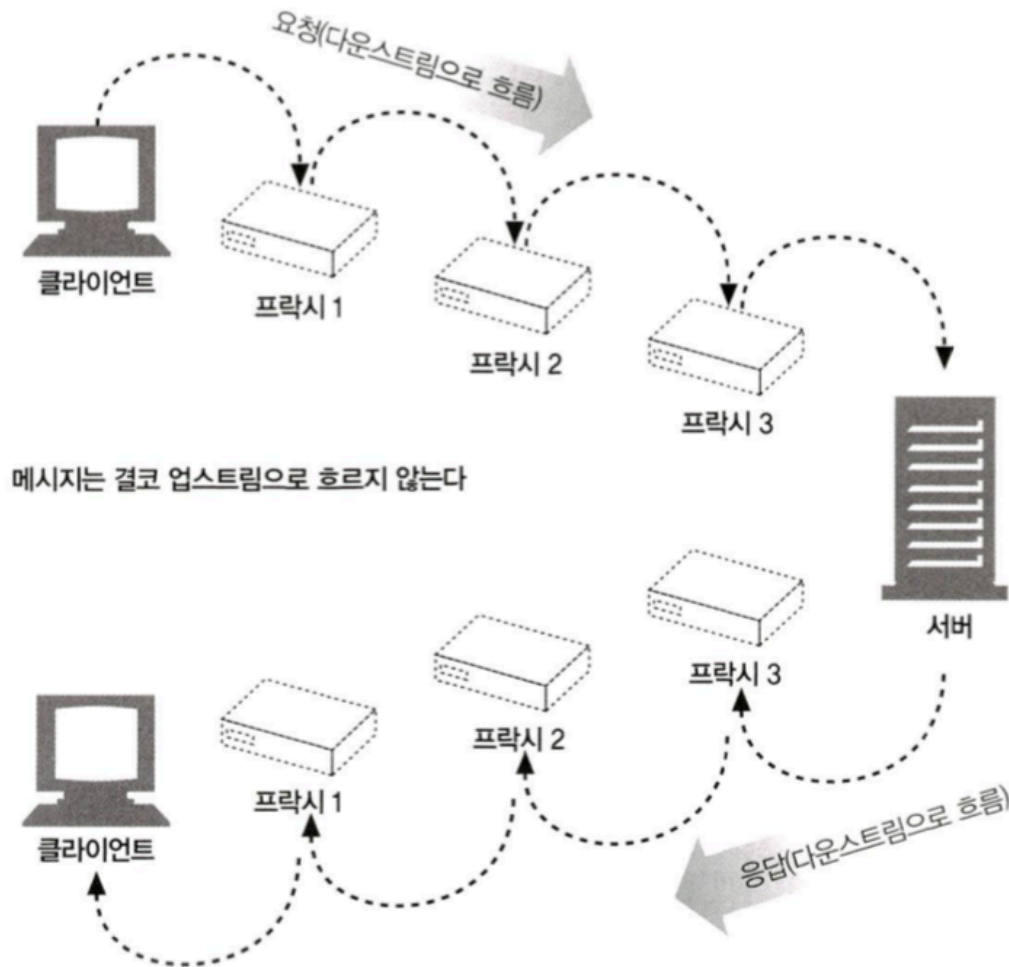 요청(다운스트림으로 흐름)
클라이언트
프락시 1
프락시 2
프락시 3
메시지는 결코 업스트림으로 흐르지 않는다
서버
프락시 3
프락시 2
프락시 1
클라이언트
응답(다운스트림으로 흐름)